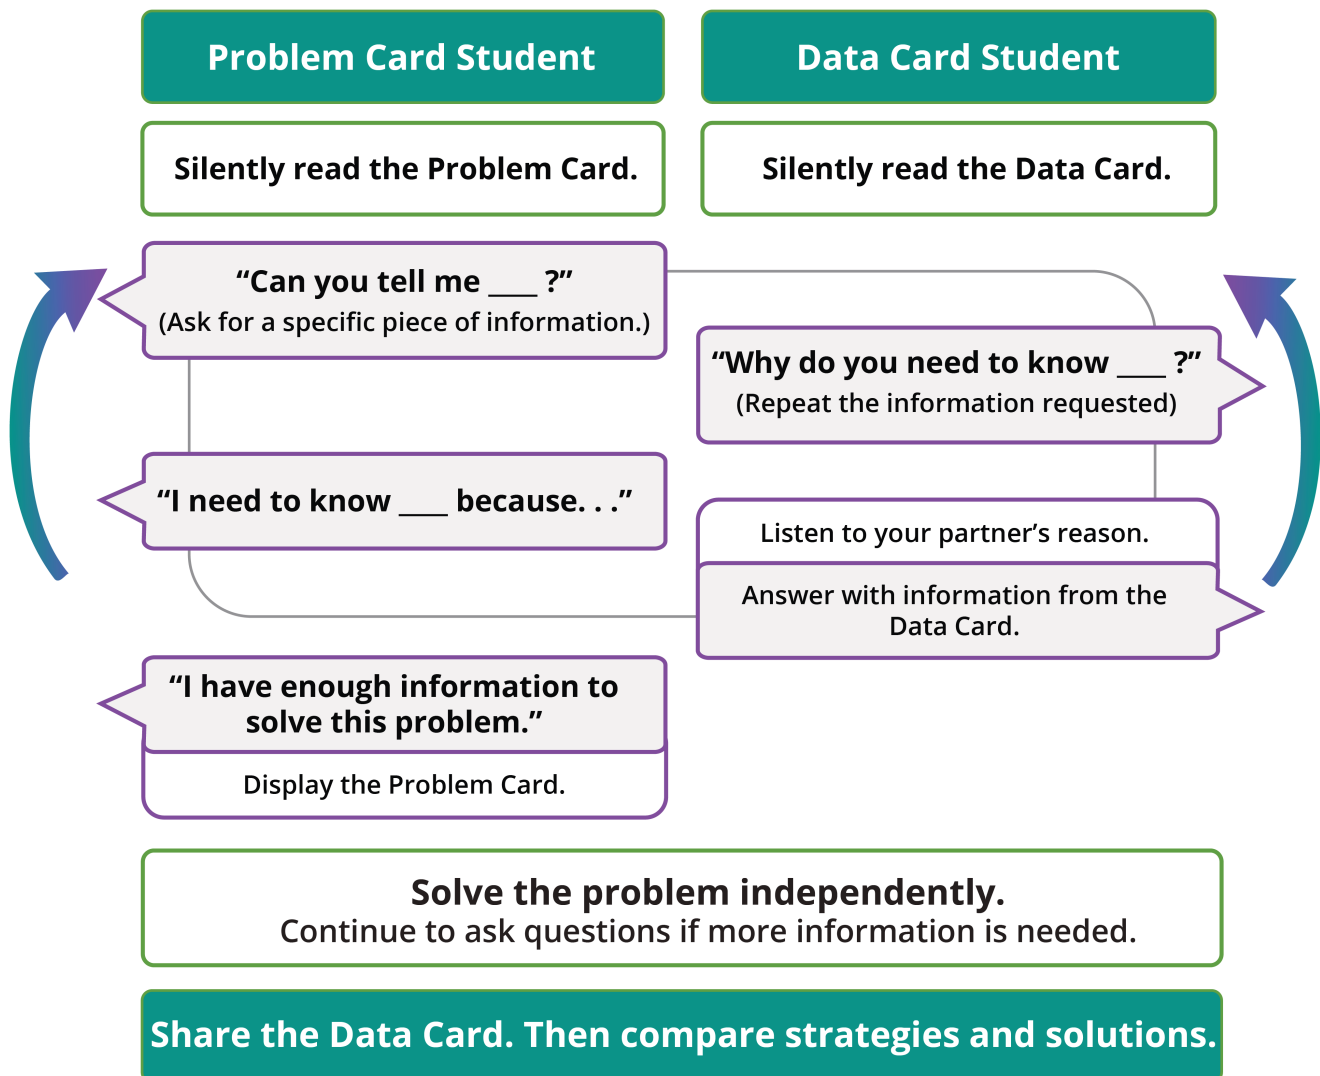 Problem Card Student
Data Card Student
Silently read the Problem Card.
Silently read the Data Card.
“Can you tell me ____ ?”
(Ask for a specific piece of information.)
“Why do you need to know ____ ?”
(Repeat the information requested)
“I need to know ____ because. . .”
Listen to your partner’s reason.
Answer with information from the
Data Card.
“I have enough information to
solve this problem.”
Display the Problem Card.
Solve the problem independently.
Continue to ask questions if more information is needed.
Share the Data Card. Then compare strategies and solutions.